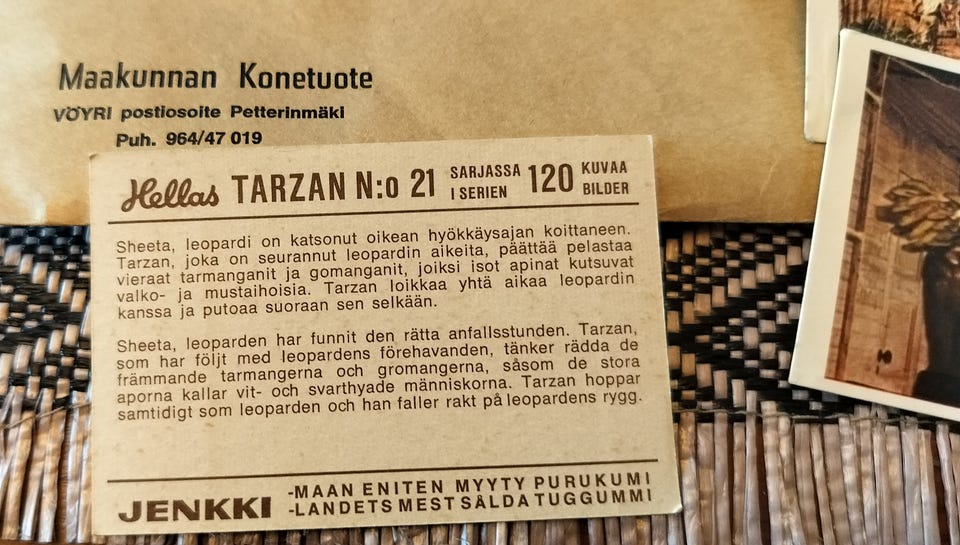 Maakunnan Konetuote
VÖYRI postiosoite Petterinmäki
Puh. 964/47 019
Hellas TARZAN N:o 21 SARJASSA 120 KUVAA
I SERIEN BILDER
Sheeta, leopardi on katsonut oikean hyökkäysajan koittaneen.
Tarzan, joka on seurannut leopardin aikeita, päättää pelastaa
vieraat tarmanganit ja gomanganit, joiksi isot apinat kutsuvat
valko- ja mustaihoisia. Tarzan loikkaa yhtä aikaa leopardin
kanssa ja putoaa suoraan sen selkään.
Sheeta, leoparden har funnit den rätta anfallsstunden. Tarzan,
som har följt med leopardens förehavanden, tänker rädda de
främmande tarmangerna och gromangerna, såsom de stora
aporna kallar vit- och svarthyade människorna. Tarzan hoppar
samtidigt som leoparden och han faller rakt på leopardens rygg.
JENKKI -MAAN ENITEN MYYTY PURUKUMI
-LANDETS MEST SÅLDA TUGGUMMI